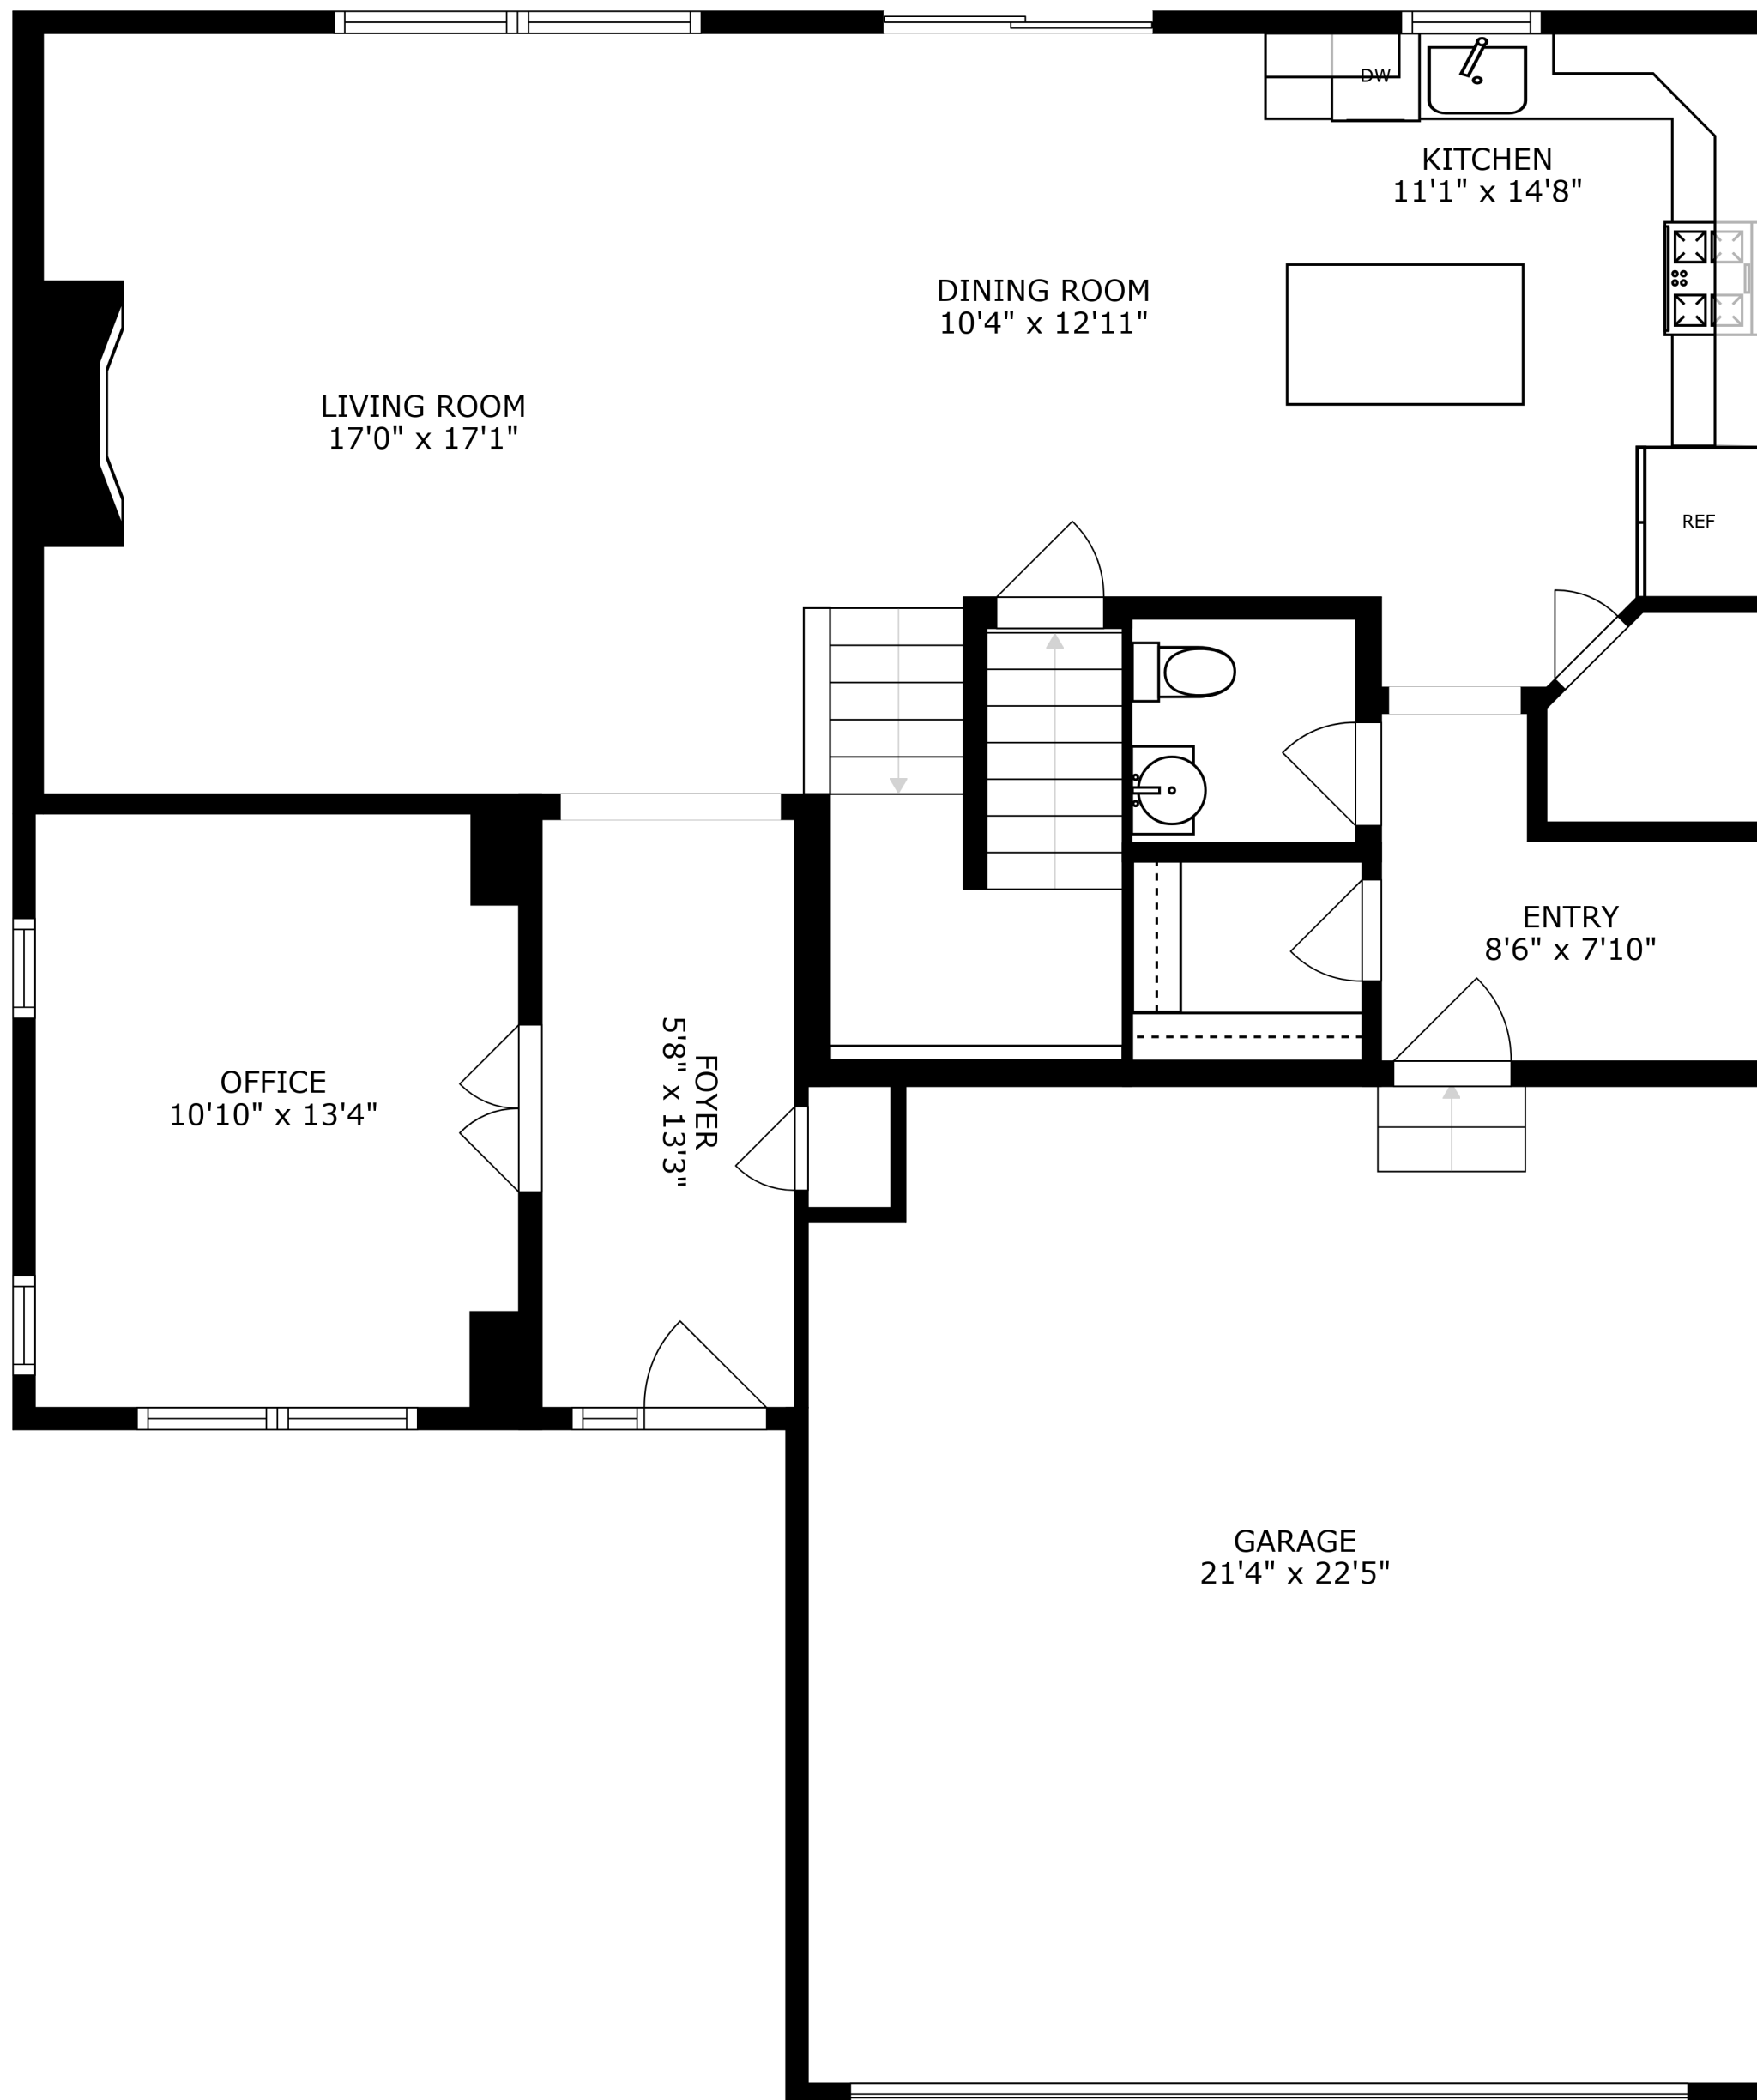 DW
KITCHEN
11'1" x 14'8"
DINING ROOM
10'4" x 12'11"
LIVING ROOM
17'0" x 17'1"
REF
ENTRY
8'6" x 7'10"
OFFICE
10'10" x 13'4"
FOYER
5'8" x 13'3"
GARAGE
21'4" x 22'5"